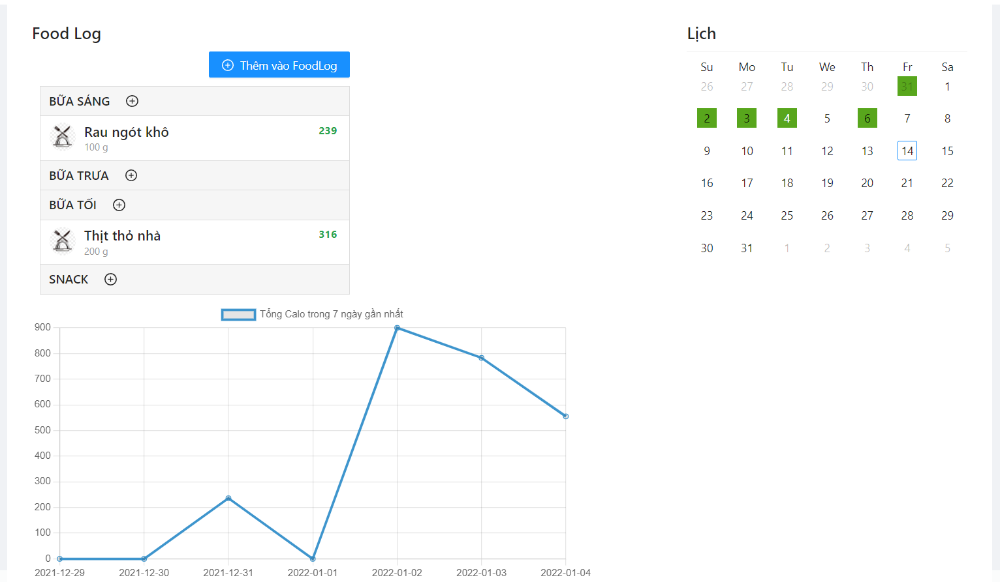 Food Log
Thêm vào FoodLog
BỮA SÁNG
Rau ngót khô
239
100 g
BỮA TRƯA
BỮA TỐI
Thịt thỏ nhà
316
200 g
SNACK
Lịch
Su Mo Tu We Th Fr Sa
26 27 28 29 30 31 1
2 3 4 5 6 7 8
9 10 11 12 13 14 15
16 17 18 19 20 21 22
23 24 25 26 27 28 29
30 31 1 2 3 4 5
Tổng Calo trong 7 ngày gần nhất
900
800
700
600
500
400
300
200
100
0
2021-12-29 2021-12-30 2021-12-31 2022-01-01 2022-01-02 2022-01-03 2022-01-04